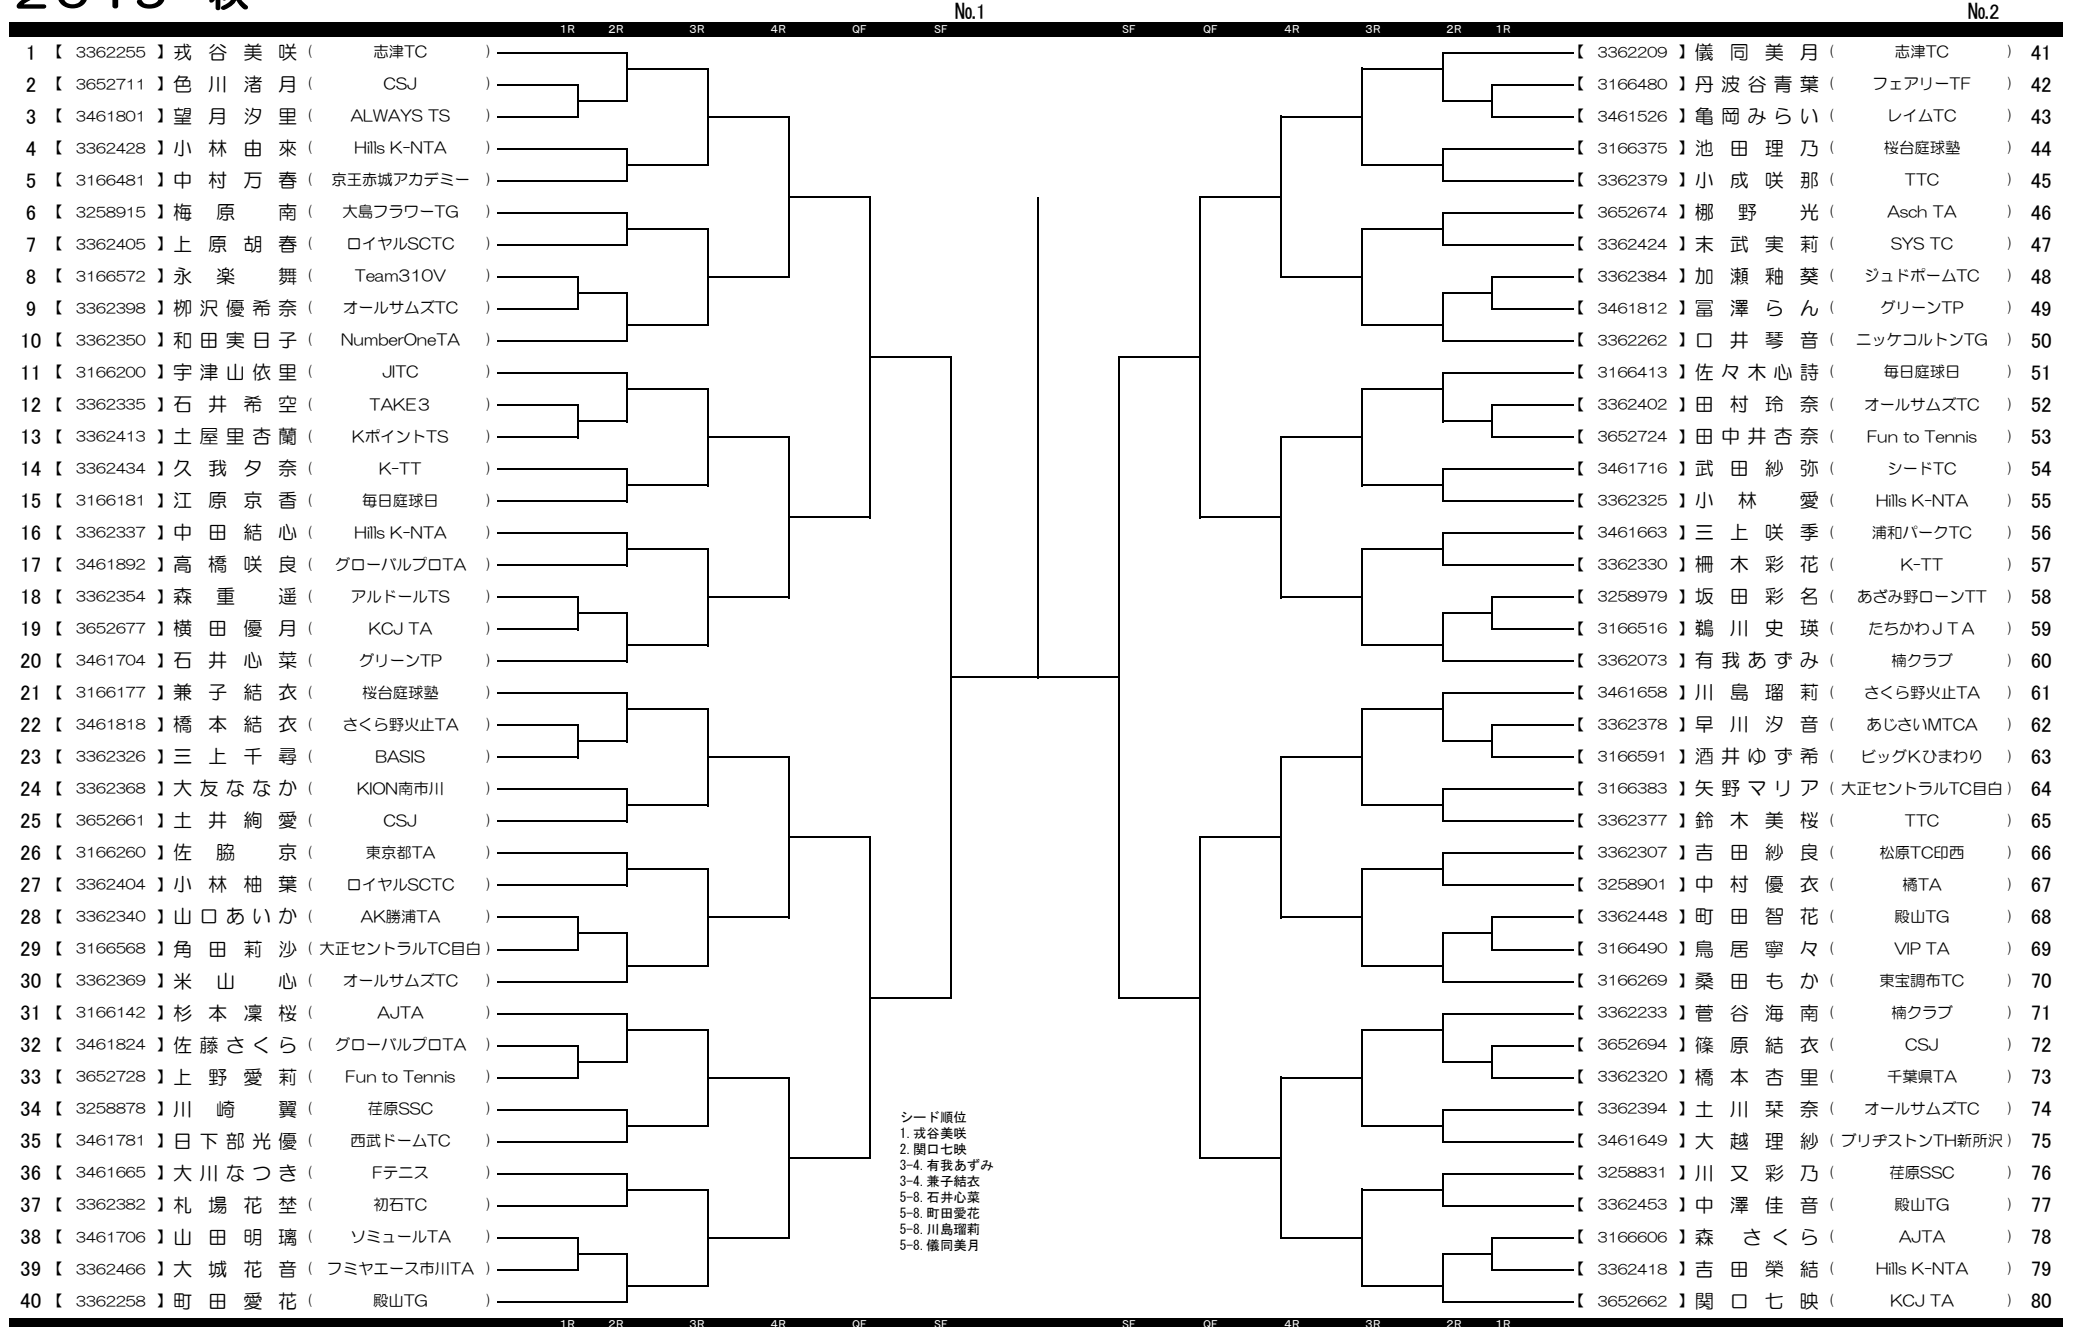 No.1
No.2
1R 2R 3R 4R QF SF SF QF 4R 3R 2R 1R
1 【 3362255 】 戎谷美咲 ( 志津TC )
2 【 3652711 】 色川渚月 ( CSJ )
3 【 3461801 】 望月汐里 ( ALWAYS TS )
4 【 3362428 】 小林由來 ( Hills K-NTA )
5 【 3166481 】 中村万春 ( 京王赤城アカデミー )
6 【 3258915 】 梅原南 ( 大島フラワーTG )
7 【 3362405 】 上原胡春 ( ロイヤルSCTC )
8 【 3166572 】 永楽舞 ( Team310V )
9 【 3362398 】 栁沢優希奈 ( オールサムズTC )
10 【 3362350 】 和田実日子 ( NumberOneTA )
11 【 3166200 】 宇津山依里 ( JITC )
12 【 3362335 】 石井希空 ( TAKE3 )
13 【 3362413 】 土屋里杏蘭 ( KポイントTS )
14 【 3362434 】 久我夕奈 ( K-TT )
15 【 3166181 】 江原京香 ( 毎日庭球日 )
16 【 3362337 】 中田結心 ( Hills K-NTA )
17 【 3461892 】 高橋咲良 ( グローバルプロTA )
18 【 3362354 】 森重遥 ( アルドールTS )
19 【 3652677 】 横田優月 ( KCJ TA )
20 【 3461704 】 石井心菜 ( グリーンTP )
21 【 3166177 】 兼子結衣 ( 桜台庭球塾 )
22 【 3461818 】 橋本結衣 ( さくら野火止TA )
23 【 3362326 】 三上千尋 ( BASIS )
24 【 3362368 】 大友ななか ( KION南市川 )
25 【 3652661 】 土井絢愛 ( CSJ )
26 【 3166260 】 佐脇京 ( 東京都TA )
27 【 3362404 】 小林柚葉 ( ロイヤルSCTC )
28 【 3362340 】 山口あいか ( AK勝浦TA )
29 【 3166568 】 角田莉沙 ( 大正セントラルTC目白 )
30 【 3362369 】 米山心 ( オールサムズTC )
31 【 3166142 】 杉本凜桜 ( AJTA )
32 【 3461824 】 佐藤さくら ( グローバルプロTA )
33 【 3652728 】 上野愛莉 ( Fun to Tennis )
34 【 3258878 】 川崎翼 ( 荏原SSC )
35 【 3461781 】 日下部光優 ( 西武ドームTC )
36 【 3461665 】 大川なつき ( Fテニス )
37 【 3362382 】 札場花埜 ( 初石TC )
38 【 3461706 】 山田明璃 ( ソミュールTA )
39 【 3362466 】 大城花音 ( フミヤエース市川TA )
40 【 3362258 】 町田愛花 ( 殿山TG )
シード順位
1. 戎谷美咲
2. 関口七映
3-4. 有我あずみ
3-4. 兼子結衣
5-8. 石井心菜
5-8. 町田愛花
5-8. 川島瑠莉
5-8. 儀同美月
【 3362209 】 儀同美月 ( 志津TC ) 41
【 3166480 】 丹波谷青葉 ( フェアリーTF ) 42
【 3461526 】 亀岡みらい ( レイムTC ) 43
【 3166375 】 池田理乃 ( 桜台庭球塾 ) 44
【 3362379 】 小成咲那 ( TTC ) 45
【 3652674 】 梛野光 ( Asch TA ) 46
【 3362424 】 末武実莉 ( SYS TC ) 47
【 3362384 】 加瀬釉葵 ( ジュドポームTC ) 48
【 3461812 】 冨澤らん ( グリーンTP ) 49
【 3362262 】 口井琴音 ( ニッケコルトンTG ) 50
【 3166413 】 佐々木心詩 ( 毎日庭球日 ) 51
【 3362402 】 田村玲奈 ( オールサムズTC ) 52
【 3652724 】 田中井杏奈 ( Fun to Tennis ) 53
【 3461716 】 武田紗弥 ( シードTC ) 54
【 3362325 】 小林愛 ( Hills K-NTA ) 55
【 3461663 】 三上咲季 ( 浦和パークTC ) 56
【 3362330 】 柵木彩花 ( K-TT ) 57
【 3258979 】 坂田彩名 ( あざみ野ローンTT ) 58
【 3166516 】 鵜川史瑛 ( たちかわJTA ) 59
【 3362073 】 有我あずみ ( 楠クラブ ) 60
【 3461658 】 川島瑠莉 ( さくら野火止TA ) 61
【 3362378 】 早川汐音 ( あじさいMTCA ) 62
【 3166591 】 酒井ゆず希 ( ビッグKひまわり ) 63
【 3166383 】 矢野マリア ( 大正セントラルTC目白 ) 64
【 3362377 】 鈴木美桜 ( TTC ) 65
【 3362307 】 吉田紗良 ( 松原TC印西 ) 66
【 3258901 】 中村優衣 ( 橘TA ) 67
【 3362448 】 町田智花 ( 殿山TG ) 68
【 3166490 】 鳥居寧々 ( VIP TA ) 69
【 3166269 】 桑田もか ( 東宝調布TC ) 70
【 3362233 】 菅谷海南 ( 楠クラブ ) 71
【 3652694 】 篠原結衣 ( CSJ ) 72
【 3362320 】 橋本杏里 ( 千葉県TA ) 73
【 3362394 】 土川栞奈 ( オールサムズTC ) 74
【 3461649 】 大越理紗 ( ブリヂストンTH新所沢 ) 75
【 3258831 】 川又彩乃 ( 荏原SSC ) 76
【 3362453 】 中澤佳音 ( 殿山TG ) 77
【 3166606 】 森さくら ( AJTA ) 78
【 3362418 】 吉田榮結 ( Hills K-NTA ) 79
【 3652662 】 関口七映 ( KCJ TA ) 80
1R 2R 3R 4R QF SF SF QF 4R 3R 2R 1R